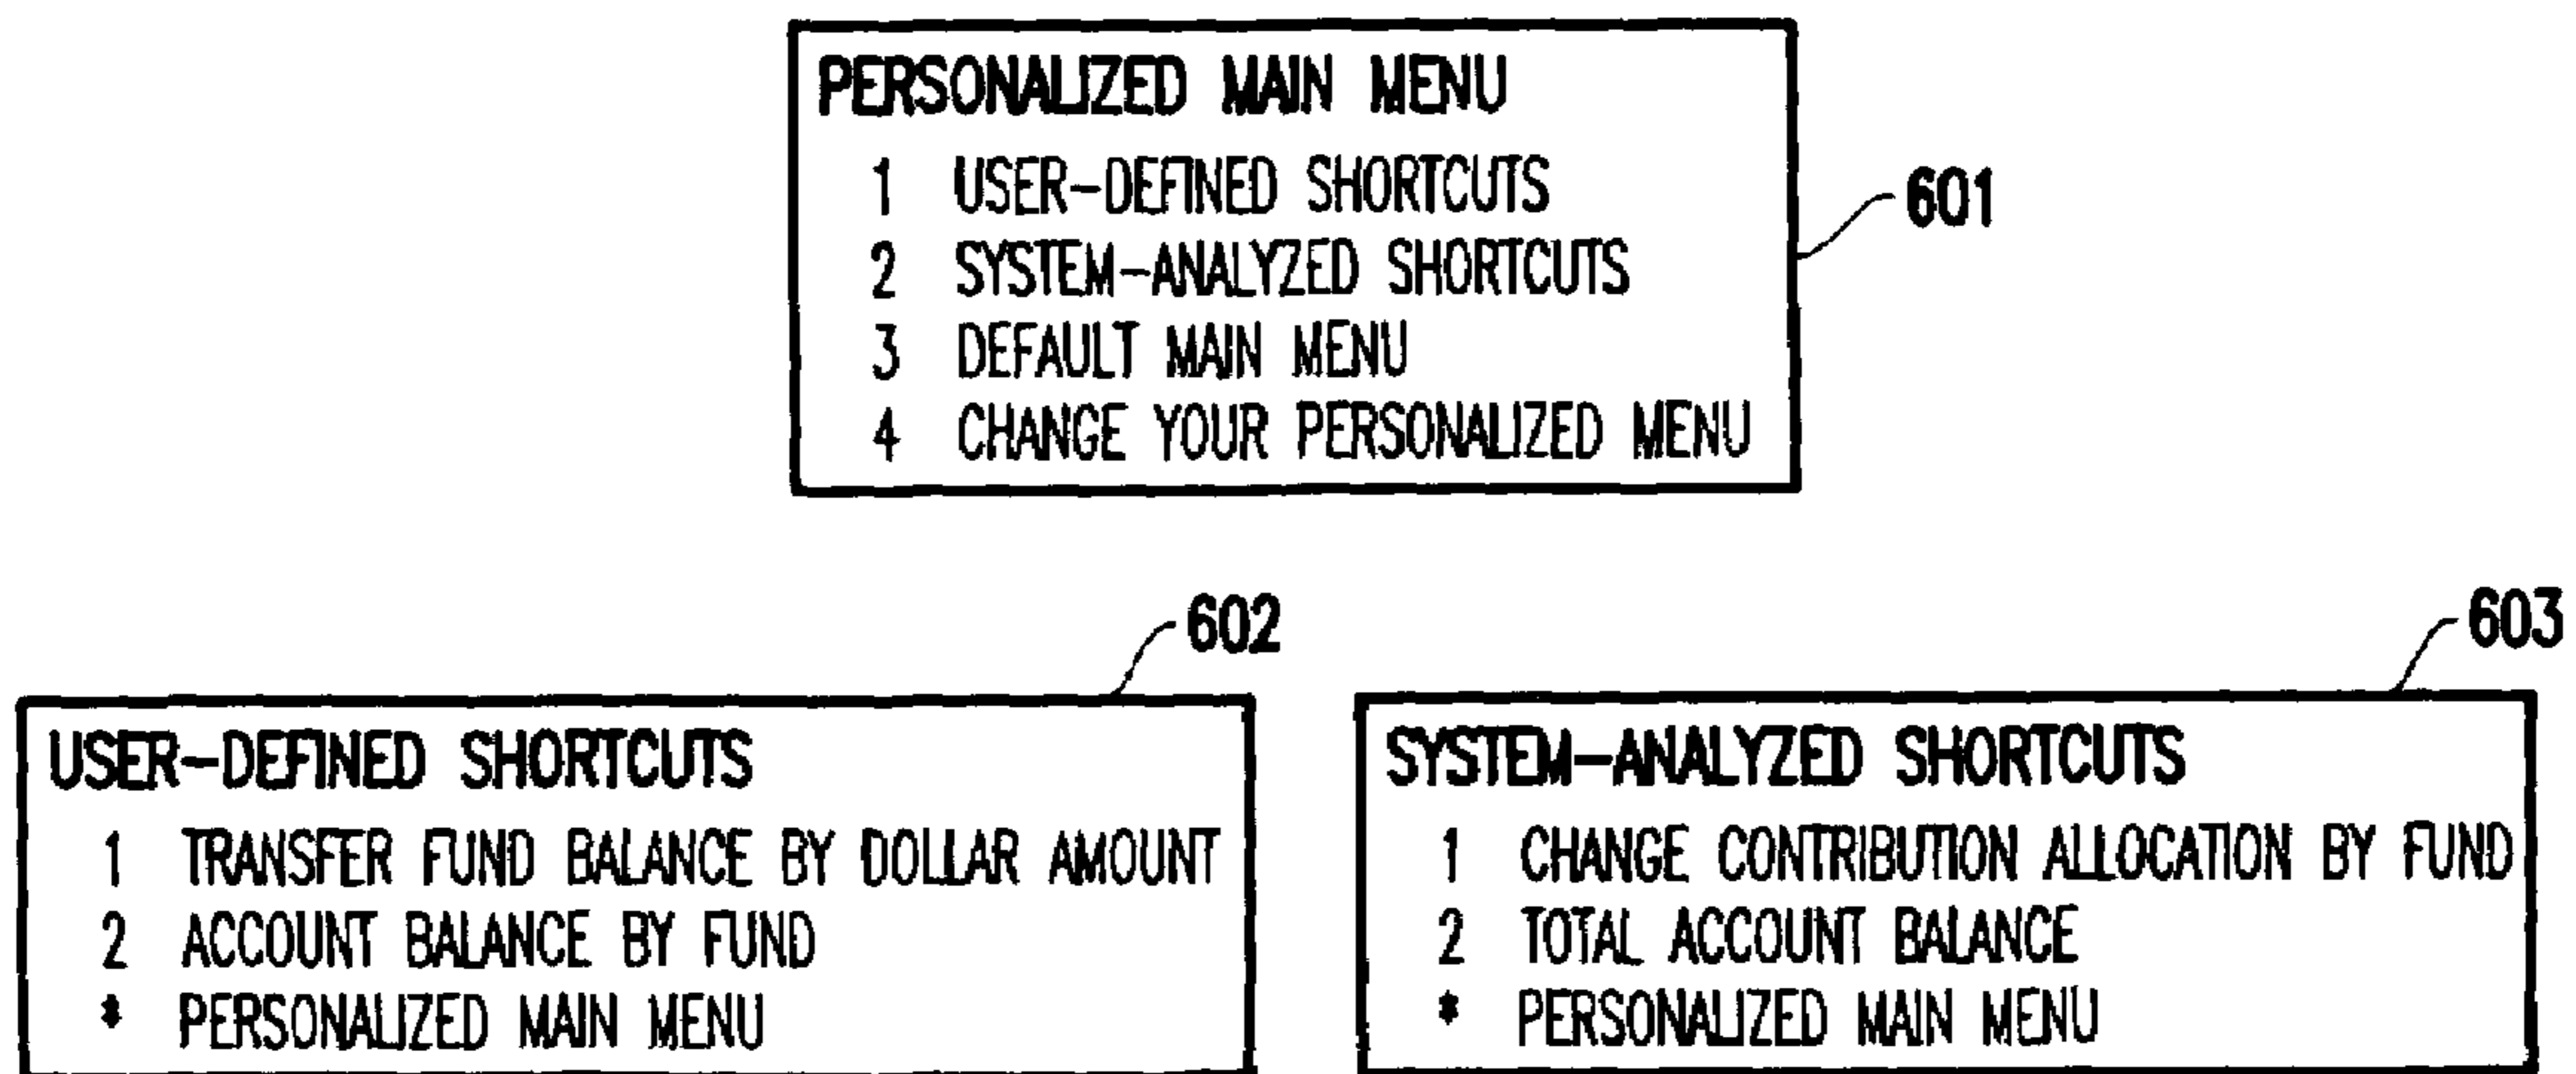 PERSONALIZED MAIN MENU
1 USER-DEFINED SHORTCUTS
2 SYSTEM-ANALYZED SHORTCUTS
3 DEFAULT MAIN MENU
4 CHANGE YOUR PERSONALIZED MENU
601
602
USER-DEFINED SHORTCUTS
1 TRANSFER FUND BALANCE BY DOLLAR AMOUNT
2 ACCOUNT BALANCE BY FUND
* PERSONALIZED MAIN MENU
603
SYSTEM-ANALYZED SHORTCUTS
1 CHANGE CONTRIBUTION ALLOCATION BY FUND
2 TOTAL ACCOUNT BALANCE
* PERSONALIZED MAIN MENU